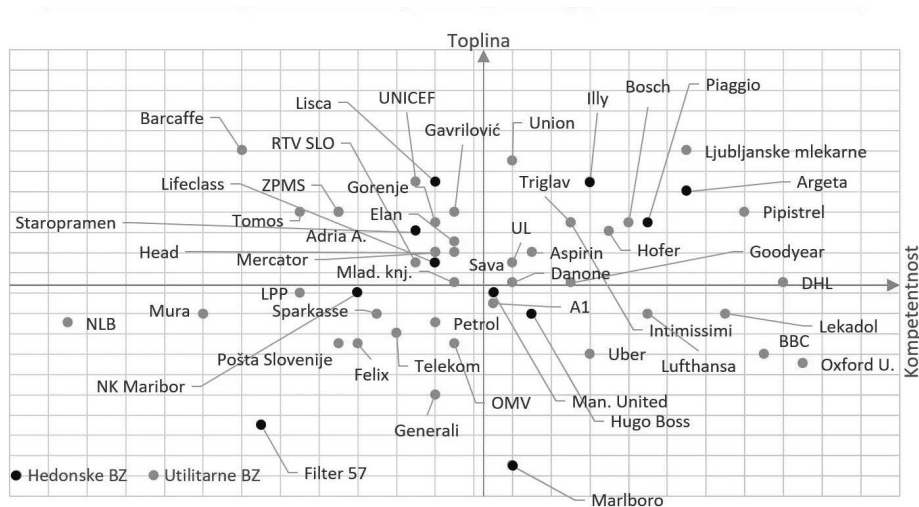 Toplina
Bosch
Piaggio
UNICEF
Illy
Lisca
Barcaffe
Gavrilović
Union
RTV SLO
Ljubljanske mlekarne
Lifeclass
ZPMS
Gorenje
Triglav
Argeta
Staropramen
Tomos
Elan
Pipistrel
Adria A.
UL
Head
Mercator
Aspirin
Hofer
Goodyear
Sava
Mlad. knj.
Danone
DHL
LPP
Kompetentnost
Mura
Sparkasse
A1
NLB
Petrol
Intimissimi
Lekadol
BBC
Pošta Slovenije
Telekom
Uber
Lufthansa
Oxford U.
Felix
NK Maribor
OMV
Man. United
Hugo Boss
Generali
Hedonske BZ
Utilitarne BZ
Filter 57
Marlboro